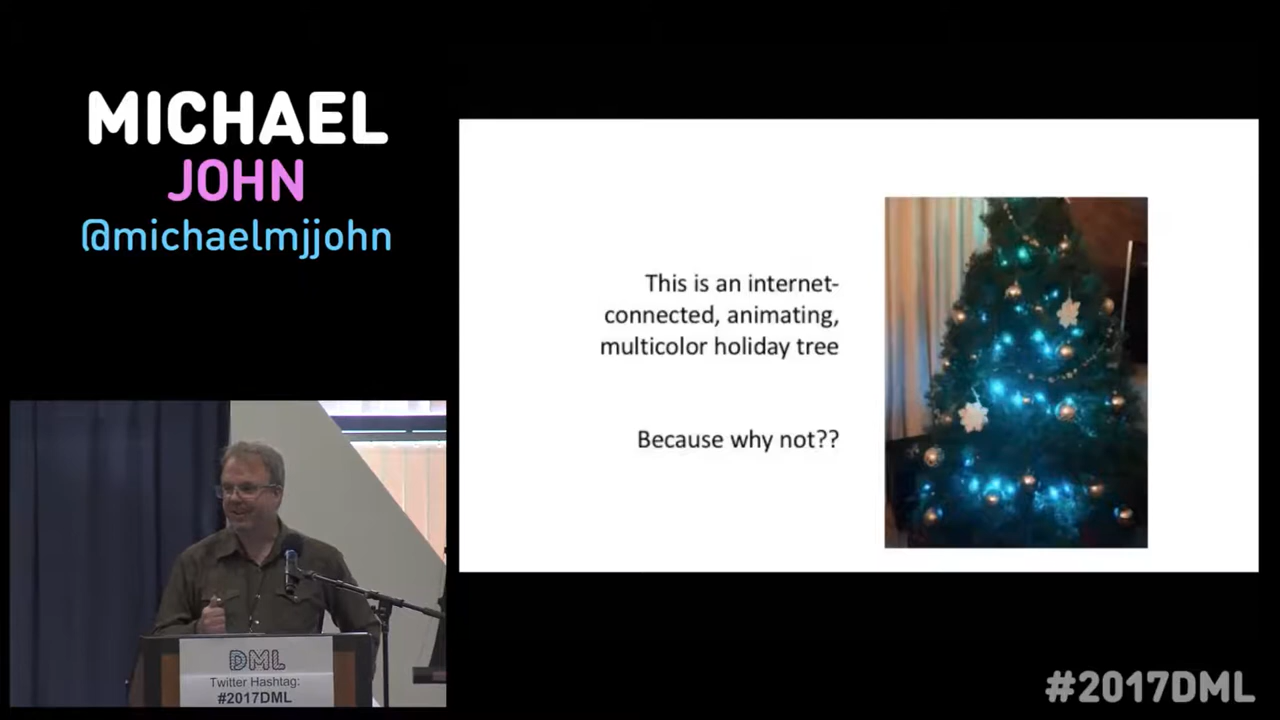 MICHAEL
JOHN
@michaelmjjohn
This is an internet-
connected, animating,
multicolor holiday tree
Because why not??
DML
Twitter Hashtag:
#2017DML
#2017DML